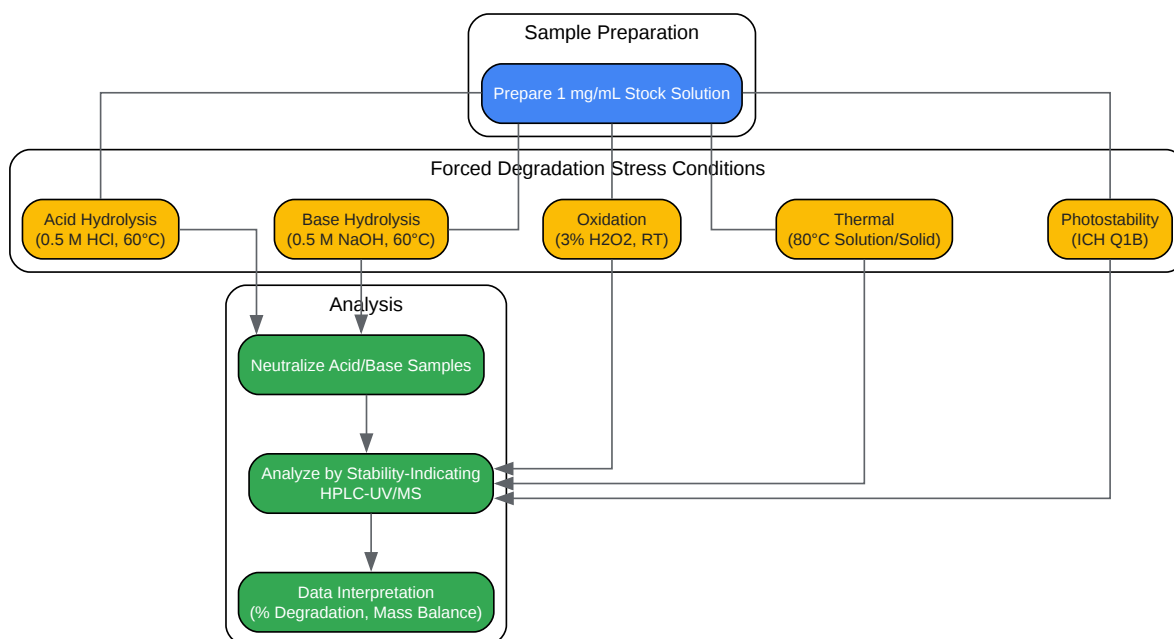 Sample Preparation
Prepare 1 mg/mL Stock Solution
Forced Degradation Stress Conditions
Acid Hydrolysis
(0.5 M HCl, 60°C)
Base Hydrolysis
(0.5 M NaOH, 60°C)
Oxidation
(3% H2O2, RT)
Thermal
(80°C Solution/Solid)
Photostability
(ICH Q1B)
Analysis
Neutralize Acid/Base Samples
Analyze by Stability-Indicating
HPLC-UV/MS
Data Interpretation
(% Degradation, Mass Balance)